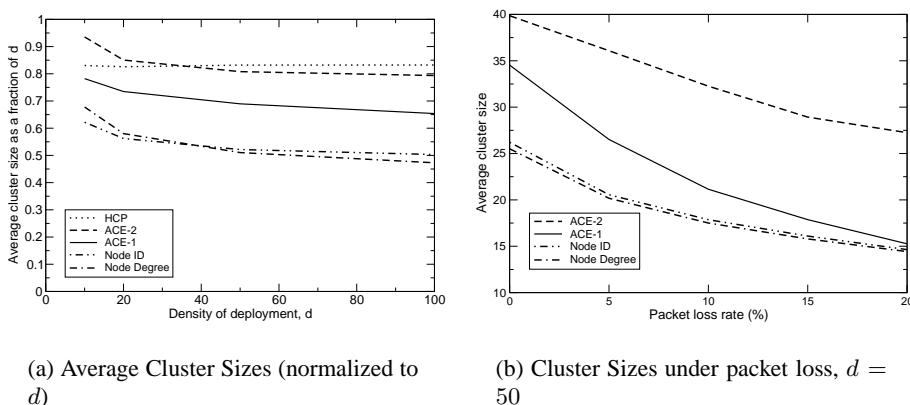 Average cluster size as a fraction of d
1
0.9
0.8
0.7
0.6
0.5
0.4
0.3
0.2
0.1
0
HCP
ACE-2
ACE-1
Node ID
Node Degree
0 20 40 60 80 100
Density of deployment, d
(a) Average Cluster Sizes (normalized to
d)
Average cluster size
40
35
30
25
20
15
10
ACE-2
ACE-1
Node ID
Node Degree
0 5 10 15 20
Packet loss rate (%)
(b) Cluster Sizes under packet loss, d =
50